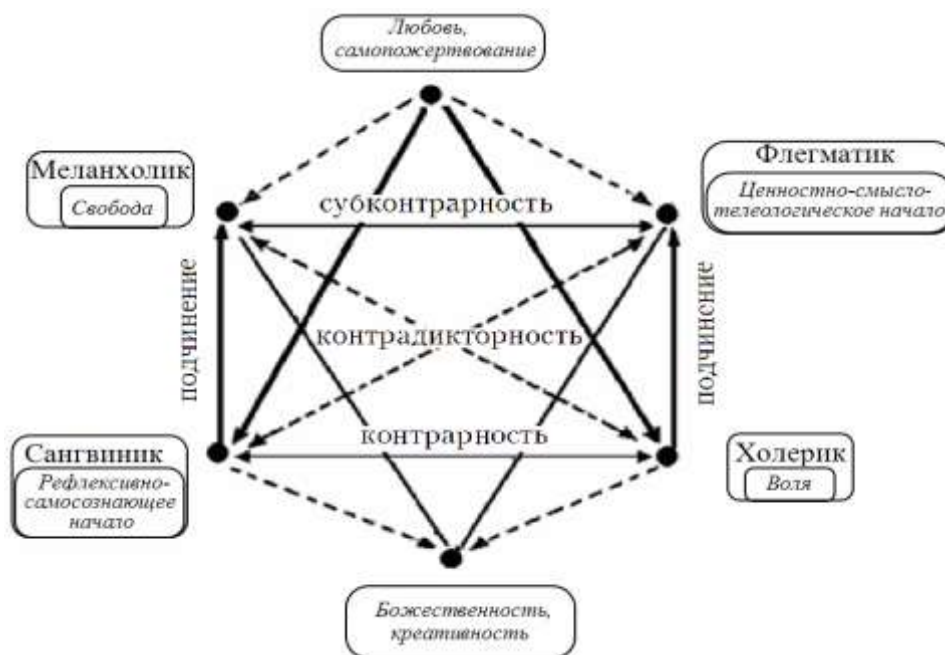 Любовь,
самопожертвование
Меланхолик
Свобода
Флегматик
Ценностно-смысло-
телеологическое начало
субконтрарность
подчинение
контрадикторность
подчинение
контрарность
Сангвиник
Рефлексивно-
самосознающее
начало
Холерик
Воля
Божественность,
креативность